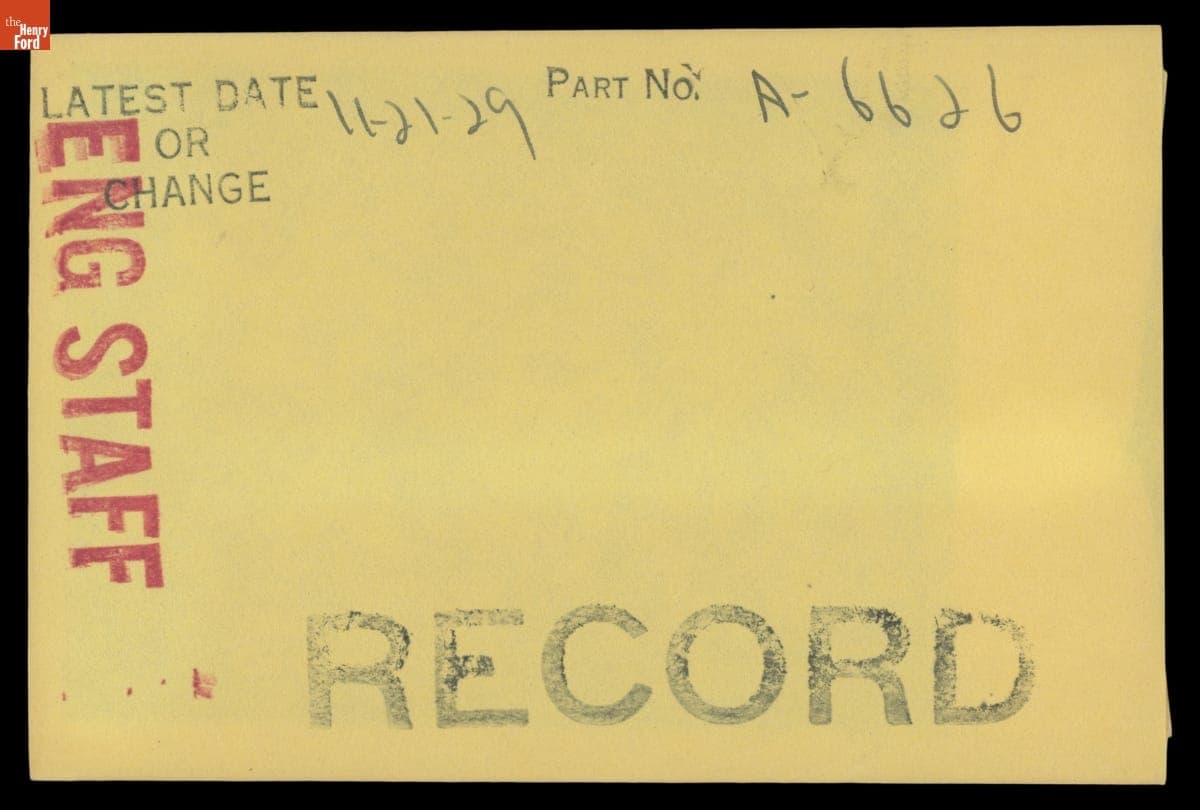 the
Henry
Ford
LATEST DATE 11-21-29 PART NO. A-6626
OR
CHANGE
ENG STAFF
RECORD